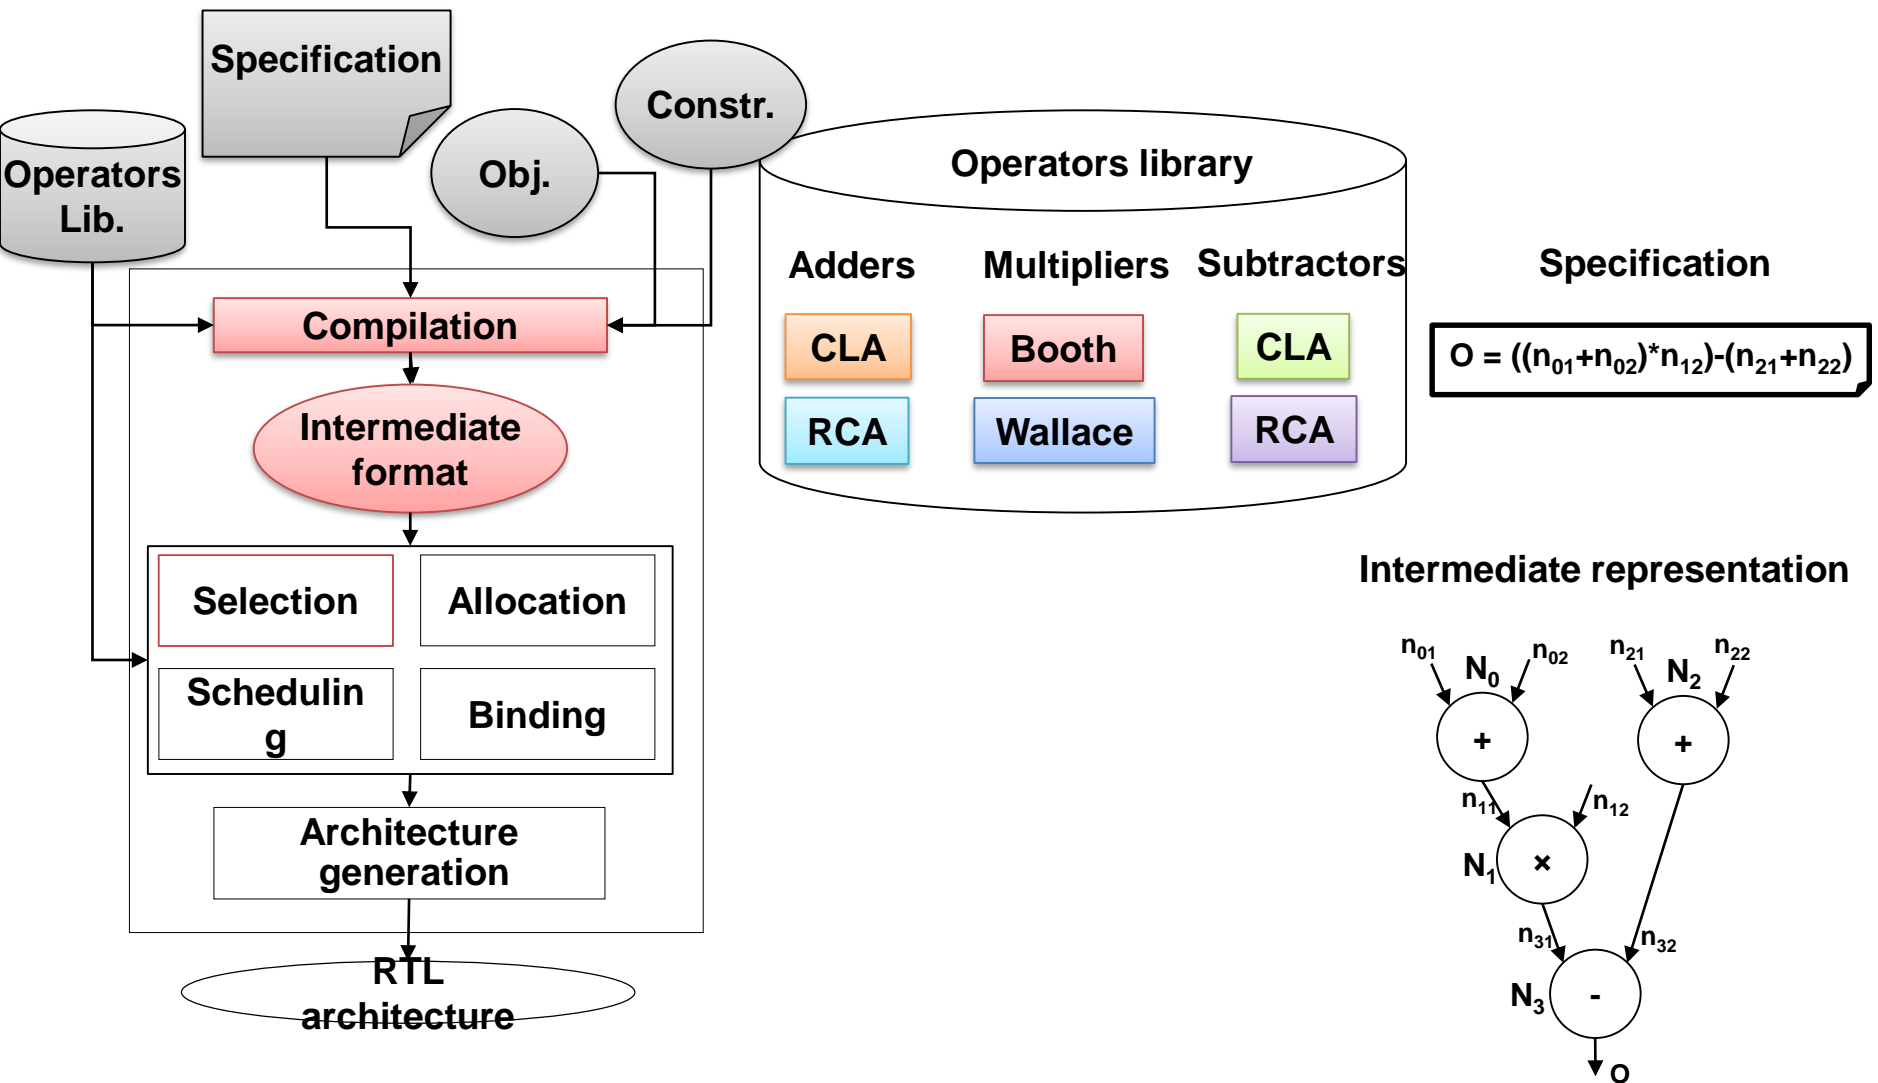 Specification
Constr.
Obj.
Operators
Lib.
Compilation
Intermediate
format
Selection
Allocation
Schedulin
g
Binding
Architecture
generation
RTL
architecture
Operators library
Adders
Multipliers
Subtractors
CLA
Booth
CLA
RCA
Wallace
RCA
Specification
O = ((n₀₁+n₀₂)*n₁₂)-(n₂₁+n₂₂)
Intermediate representation
n₀₁
N₀
n₀₂
n₂₁
N₂
n₂₂
+
+
n₁₁
n₁₂
N₁
×
n₃₁
n₃₂
N₃
-
O